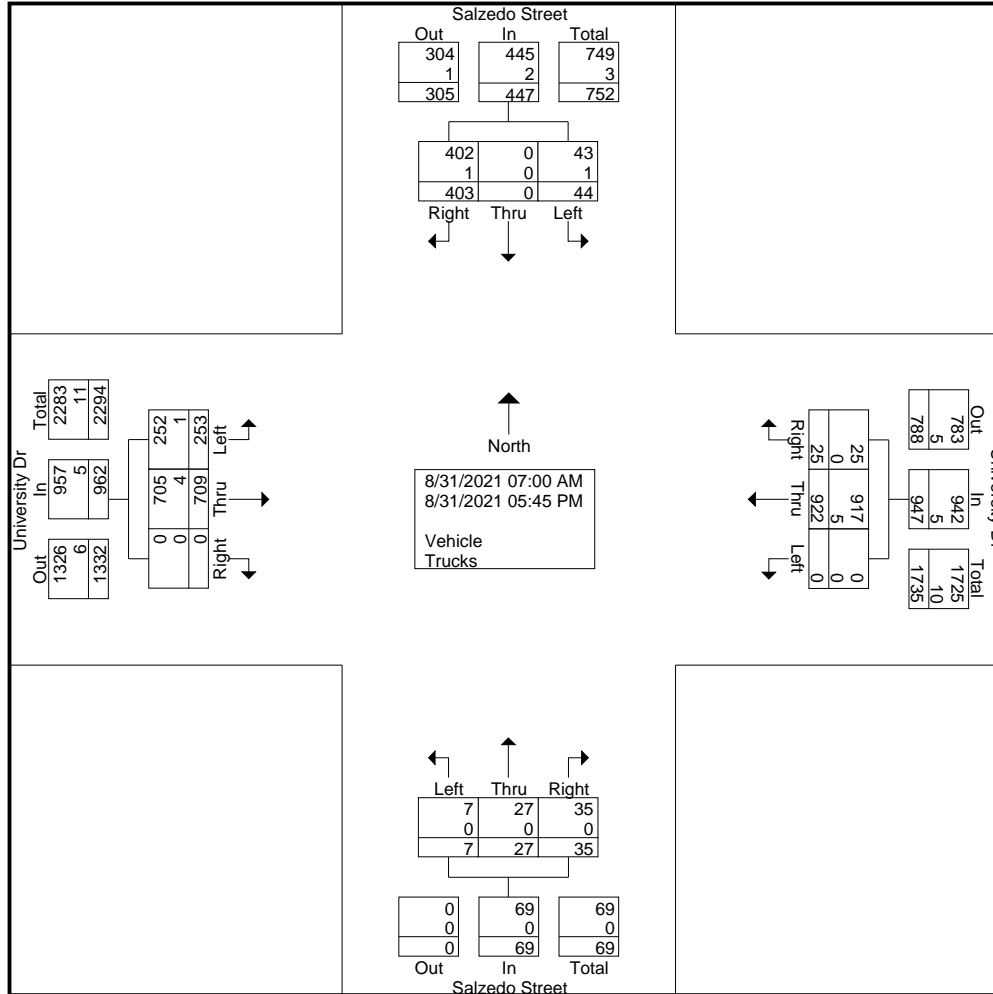 Salzedo Street
Out In Total
304 445 749
1 2 3
305 447 752
402 0 43
1 0 1
403 0 44
Right Thru Left
University Dr
Total
2283
11
2294
In
957
5
962
Out
1326
6
1332
252 1 253 Left
705 4 709 Thru
0 0 0 Right
North
8/31/2021 07:00 AM
8/31/2021 05:45 PM
Vehicle
Trucks
Right 25 0 25
Thru 922 5 917
Left 0 0 0
Out
783
5
788
In
942
5
947
Total
1725
10
1735
Left Thru Right
7 27 35
0 0 0
7 27 35
0 69 69
0 0 0
0 69 69
Out In Total
Salzedo Street